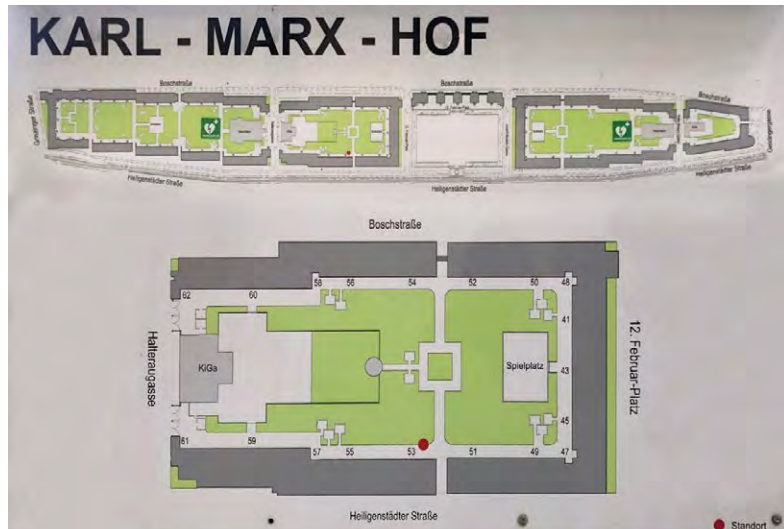 KARL - MARX - HOF
Boschstraße
Boschstraße
Boschstraße
Grinzinger Straße
Heiligenstädter Straße
Heiligenstädter Straße
Heiligenstädter Straße
Boschstraße
62
60
58
56
54
52
50
48
41
Halteraugasse
KiGa
Spielplatz
43
12. Februar-Platz
45
61
59
57
55
53
51
49
47
Heiligenstädter Straße
Standort